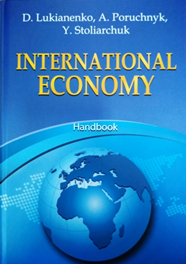 D. Lukianenko, A. Poruchnyk,
Y. Stoliarchuk
INTERNATIONAL
ECONOMY
Handbook